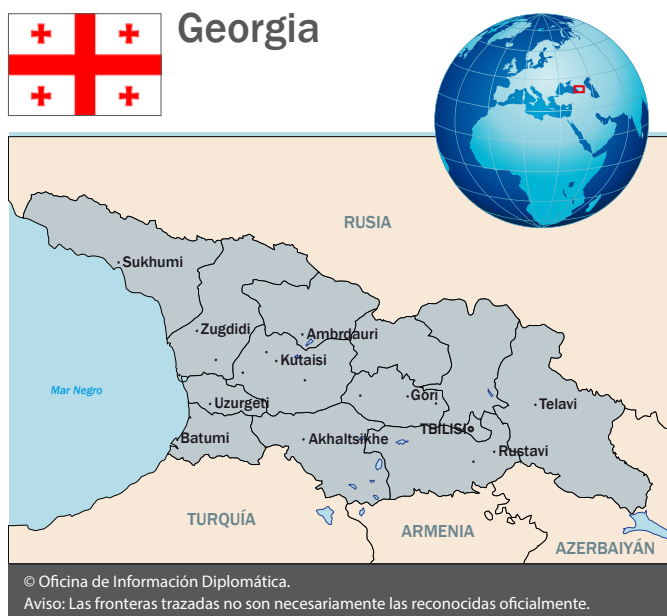 Georgia
RUSIA
Sukhumi
Zugdidi
Ambrdauri
Kutaisi
Mar Negro
Uzurgeti
Gori
Telavi
TBILISI
Batumi
Akhaltsikhe
Rustavi
TURQUÍA
ARMENIA
AZERBAIYÁN
© Oficina de Información Diplomática.
Aviso: Las fronteras trazadas no son necesariamente las reconocidas oficialmente.